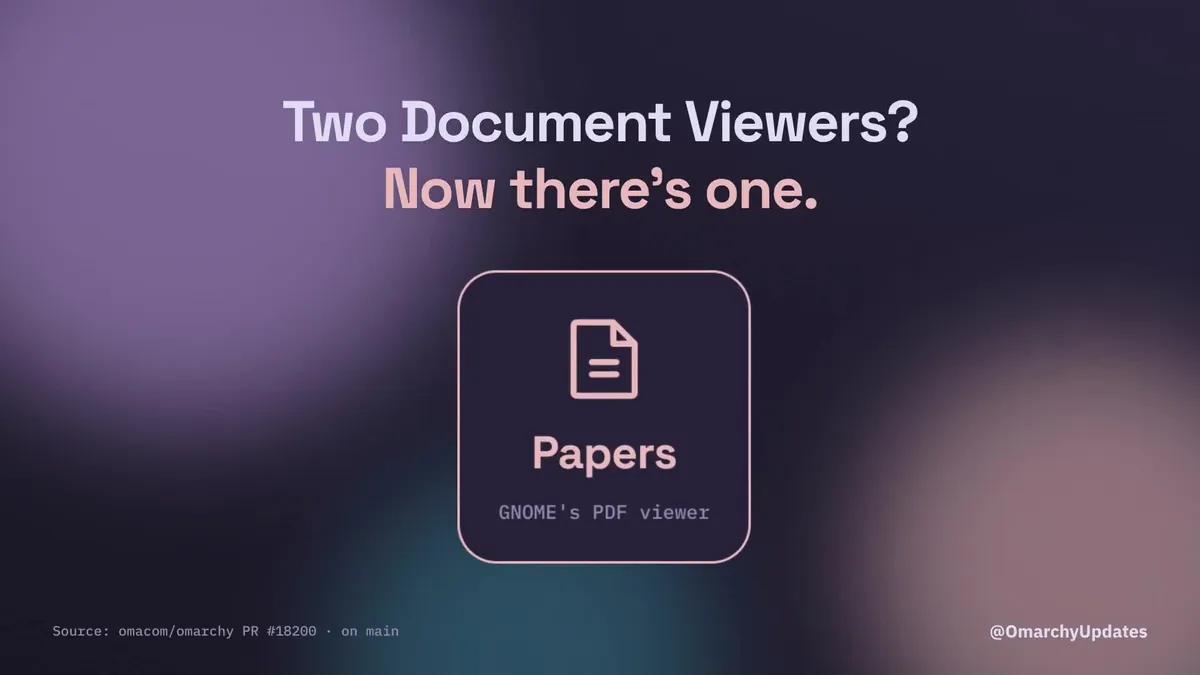 Two Document Viewers?
Now there’s one.
Papers
GNOME's PDF viewer
Source: omacom/omarchy PR #18200 · on main
@OmarchyUpdates